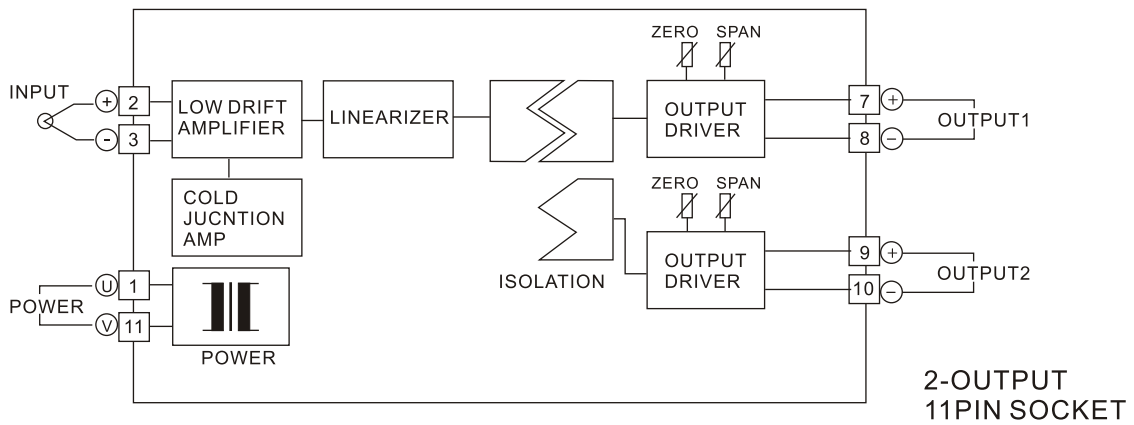 ZERO SPAN
INPUT
+
2
-
3
LOW DRIFT
AMPLIFIER
LINEARIZER
OUTPUT
DRIVER
7
+
8
−
OUTPUT1
COLD
JUCNTION
AMP
ZERO SPAN
ISOLATION
OUTPUT
DRIVER
9
+
10
−
OUTPUT2
POWER
U
1
V
11
POWER
2-OUTPUT
11PIN SOCKET